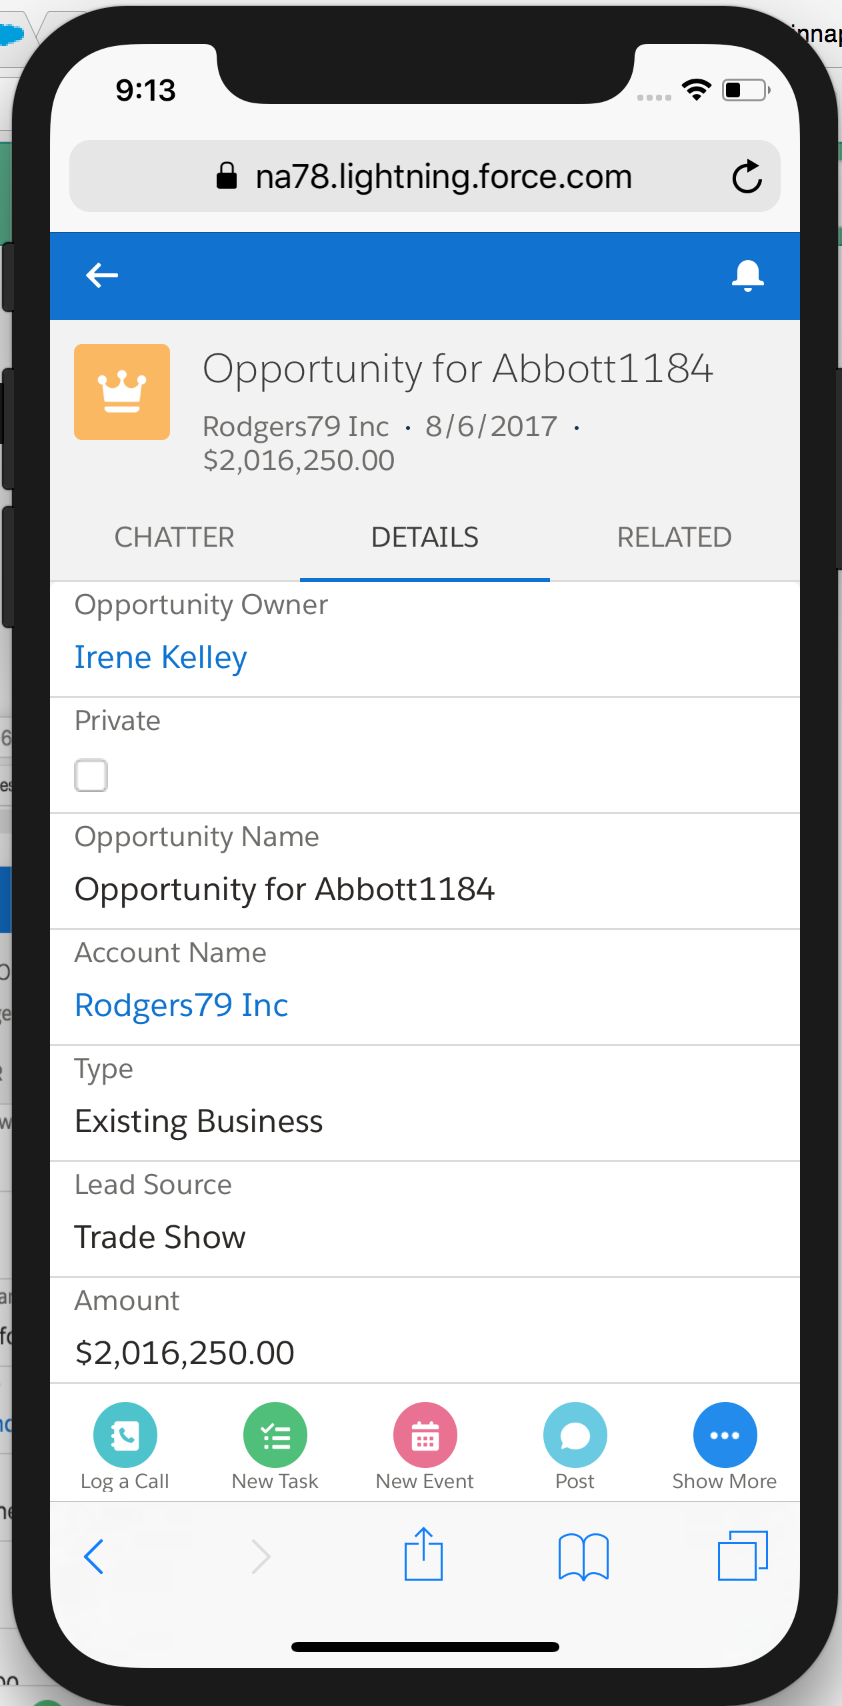 9:13
na78.lightning.force.com
Opportunity for Abbott1184
Rodgers79 Inc · 8/6/2017 ·
$2,016,250.00
CHATTER DETAILS RELATED
Opportunity Owner
Irene Kelley
Private
Opportunity Name
Opportunity for Abbott1184
Account Name
Rodgers79 Inc
Type
Existing Business
Lead Source
Trade Show
Amount
$2,016,250.00
Log a Call New Task New Event Post Show More